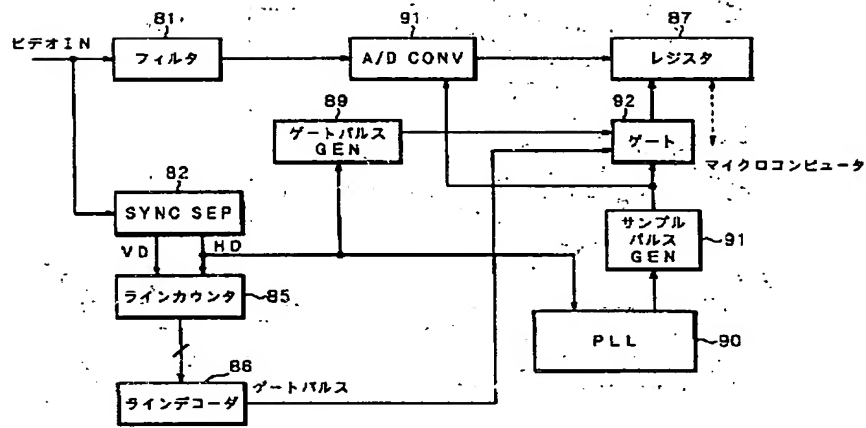 81
91
87
ビデオIN
フィルタ
A/D CONV
レジスタ
89
92
ゲートパルス
GEN
ゲート
マイクロコンピュータ
82
SYNC SEP
サンプル
パルス
GEN
91
VD
HD
ラインカウンタ
85
PLL
90
86
ラインデコーダ
ゲートパルス